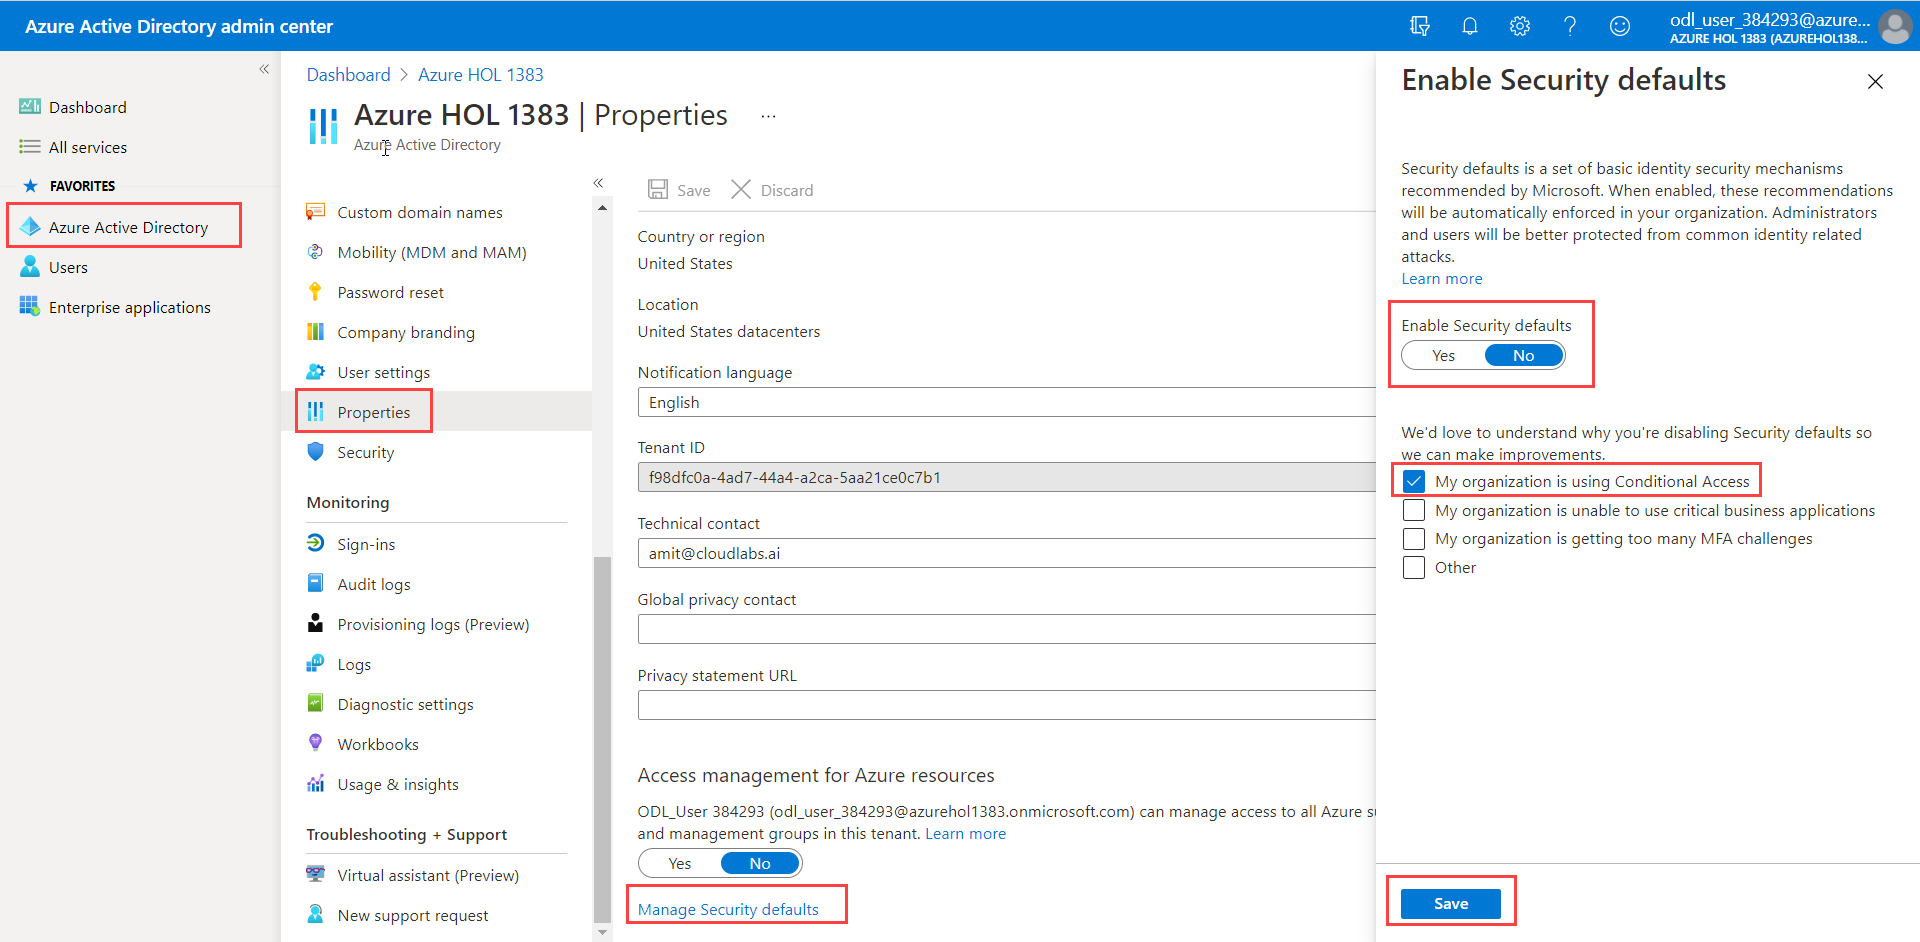 Azure Active Directory admin center
odl_user_384293@azure...
AZURE HOL 1383 (AZUREHOL138...
Dashboard
All services
FAVORITES
Azure Active Directory
Users
Enterprise applications
Dashboard > Azure HOL 1383
Azure HOL 1383 | Properties ...
Azure Active Directory
Custom domain names
Mobility (MDM and MAM)
Password reset
Company branding
User settings
Properties
Security
Monitoring
Sign-ins
Audit logs
Provisioning logs (Preview)
Logs
Diagnostic settings
Workbooks
Usage & insights
Troubleshooting + Support
Virtual assistant (Preview)
New support request
Save Discard
Country or region
United States
Location
United States datacenters
Notification language
English
Tenant ID
f98dfc0a-4ad7-44a4-a2ca-5aa21ce0c7b1
Technical contact
amit@cloudlabs.ai
Global privacy contact
Privacy statement URL
Access management for Azure resources
ODL_User 384293 (odl_user_384293@azurehol1383.onmicrosoft.com) can manage access to all Azure su
and management groups in this tenant. Learn more
Yes No
Manage Security defaults
Enable Security defaults
Security defaults is a set of basic identity security mechanisms
recommended by Microsoft. When enabled, these recommendations
will be automatically enforced in your organization. Administrators
and users will be better protected from common identity related
attacks.
Learn more
Enable Security defaults
Yes No
We'd love to understand why you're disabling Security defaults so
we can make improvements.
My organization is using Conditional Access
My organization is unable to use critical business applications
My organization is getting too many MFA challenges
Other
Save